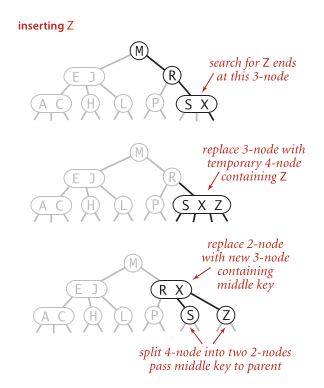 inserting Z
M
search for Z ends
at this 3-node
E J
R
A C
H
L
P
S X
replace 3-node with
temporary 4-node
containing Z
M
E J
R
A C
H
L
P
S X Z
replace 2-node
with new 3-node
containing
middle key
M
E J
R X
A C
H
L
P
S
Z
split 4-node into two 2-nodes
pass middle key to parent